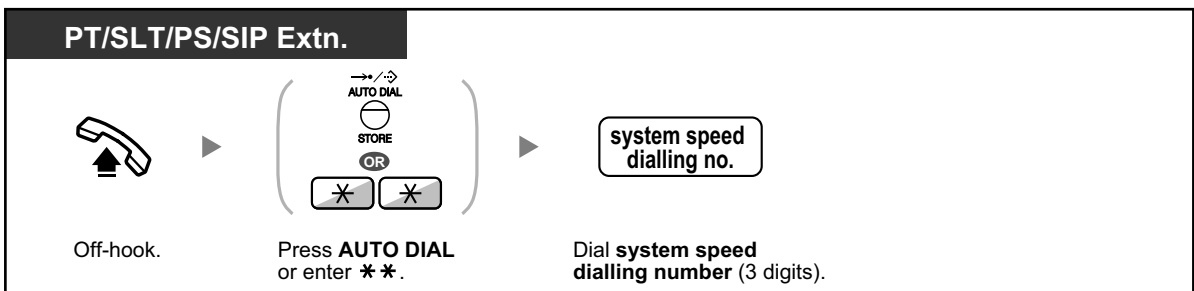 PT/SLT/PS/SIP Extn.
AUTO DIAL
STORE
OR
* *
system speed
dialling no.
Off-hook.
Press AUTO DIAL
or enter * *.
Dial system speed
dialling number (3 digits).